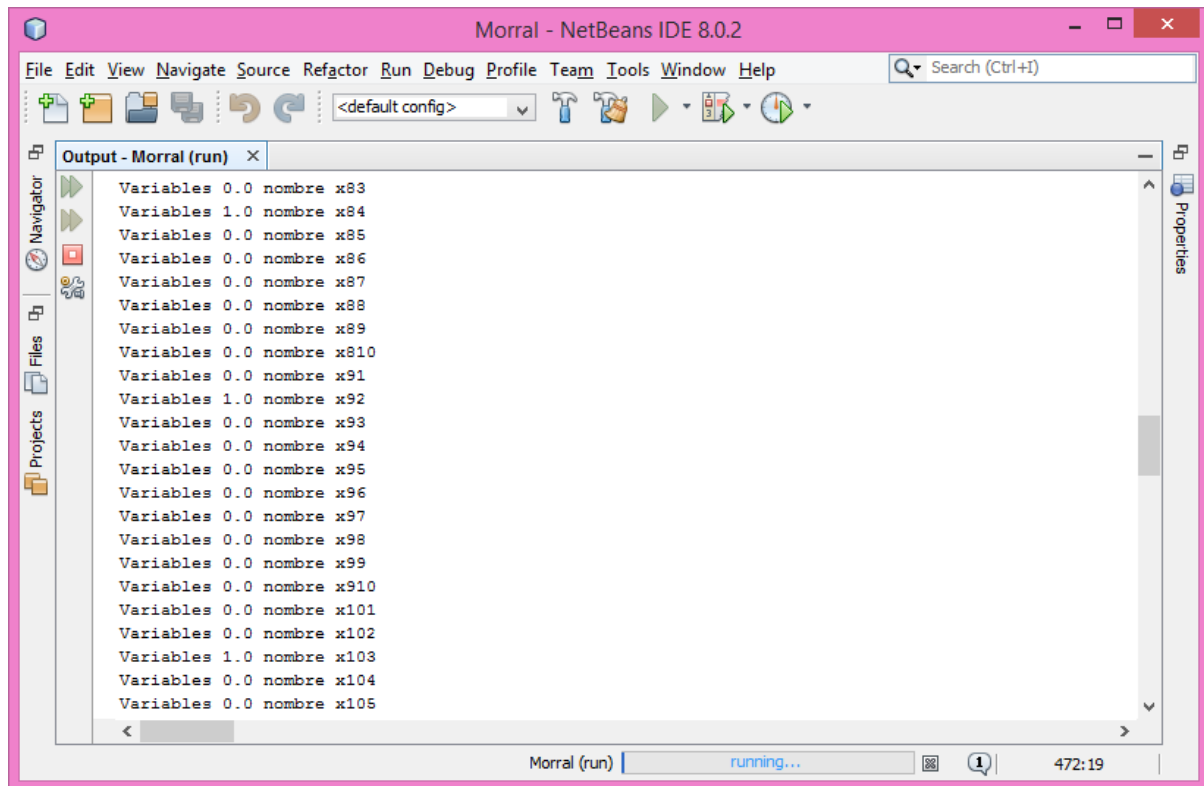 Morral - NetBeans IDE 8.0.2
File Edit View Navigate Source Refactor Run Debug Profile Team Tools Window Help
Search (Ctrl+I)
<default config>
Output - Morral (run)
Navigator
Files
Projects
Properties
Variables 0.0 nombre x83
Variables 1.0 nombre x84
Variables 0.0 nombre x85
Variables 0.0 nombre x86
Variables 0.0 nombre x87
Variables 0.0 nombre x88
Variables 0.0 nombre x89
Variables 0.0 nombre x810
Variables 0.0 nombre x91
Variables 1.0 nombre x92
Variables 0.0 nombre x93
Variables 0.0 nombre x94
Variables 0.0 nombre x95
Variables 0.0 nombre x96
Variables 0.0 nombre x97
Variables 0.0 nombre x98
Variables 0.0 nombre x99
Variables 0.0 nombre x910
Variables 0.0 nombre x101
Variables 0.0 nombre x102
Variables 1.0 nombre x103
Variables 0.0 nombre x104
Variables 0.0 nombre x105
Morral (run)
running...
1
472:19